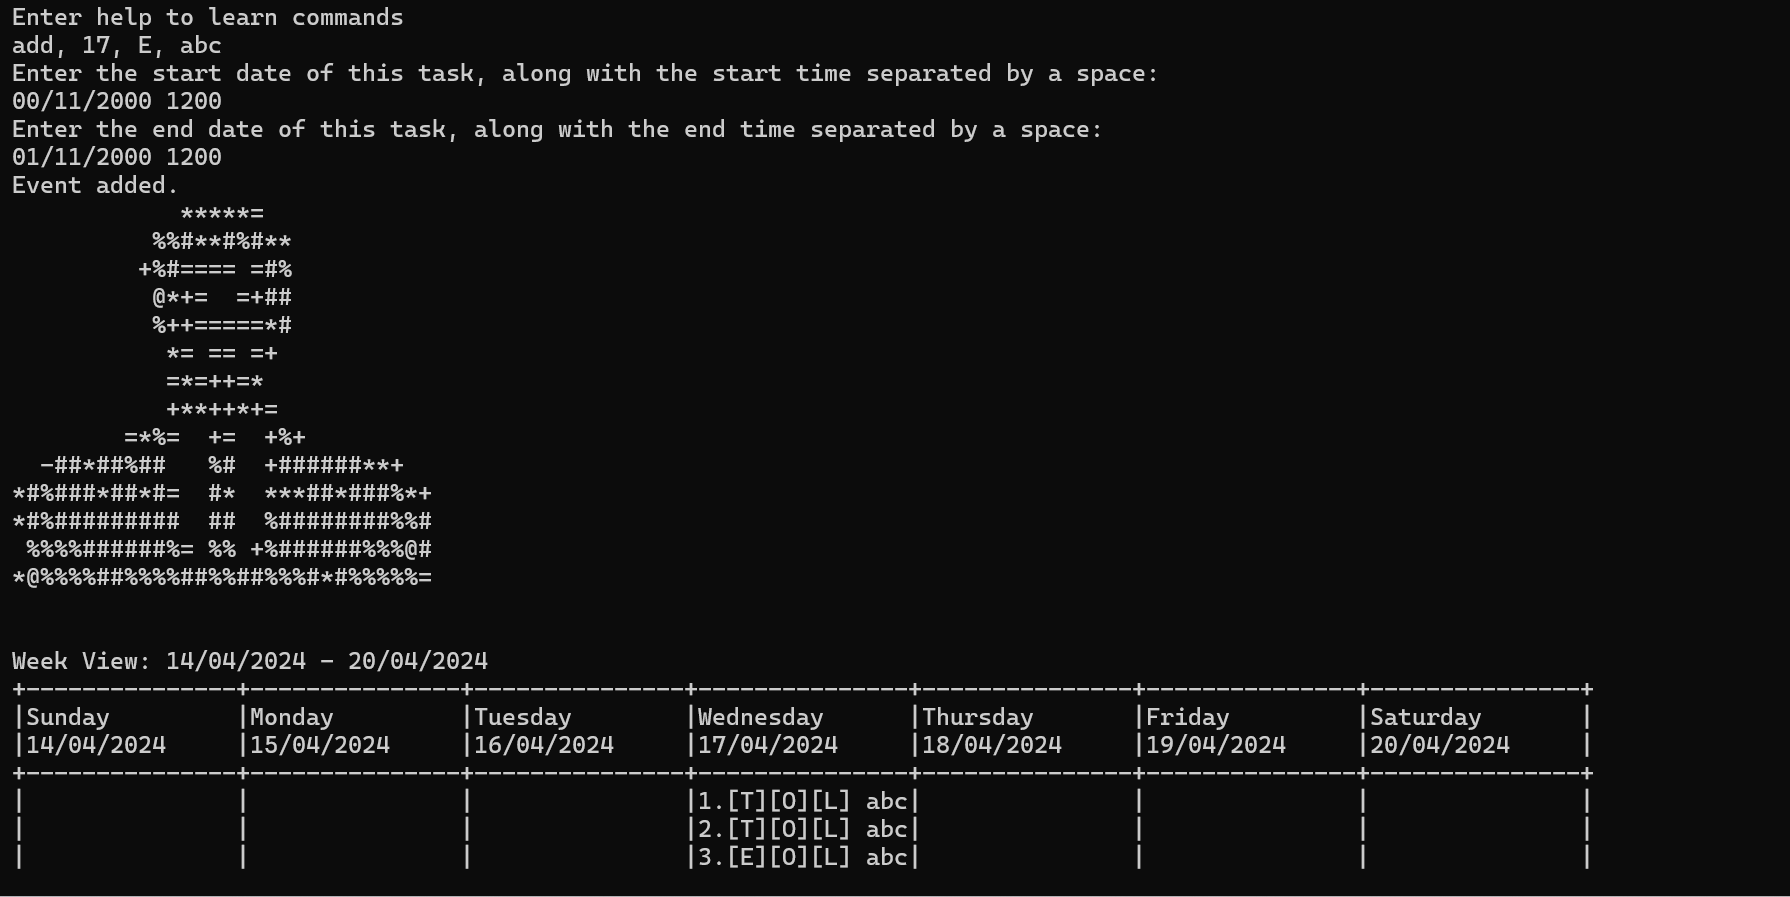 Enter help to learn commands
add, 17, E, abc
Enter the start date of this task, along with the start time separated by a space:
00/11/2000 1200
Enter the end date of this task, along with the end time separated by a space:
01/11/2000 1200
Event added.
            *****=
          %%#**#%#**
         +%#==== =#%
          @*+=  =+##
          %++=====*#
           *= == =+
           =*=++=*
           +**++*+=
        =*%=  +=  +%+
  -##*##%##   %#  +######**+
*#%###*##*#=  #*  ***##*###%*+
*#%#########  ##  %########%%#
 %%%%######%= %% +%######%%%@#
*@%%%%##%%%%##%%##%%%#*#%%%%%=
Week View: 14/04/2024 - 20/04/2024
+---------------+---------------+---------------+---------------+---------------+---------------+---------------+
|Sunday         |Monday         |Tuesday        |Wednesday      |Thursday       |Friday         |Saturday       |
|14/04/2024     |15/04/2024     |16/04/2024     |17/04/2024     |18/04/2024     |19/04/2024     |20/04/2024     |
+---------------+---------------+---------------+---------------+---------------+---------------+---------------+
|               |               |               |1.[T][O][L] abc|               |               |               |
|               |               |               |2.[T][O][L] abc|               |               |               |
|               |               |               |3.[E][O][L] abc|               |               |               |